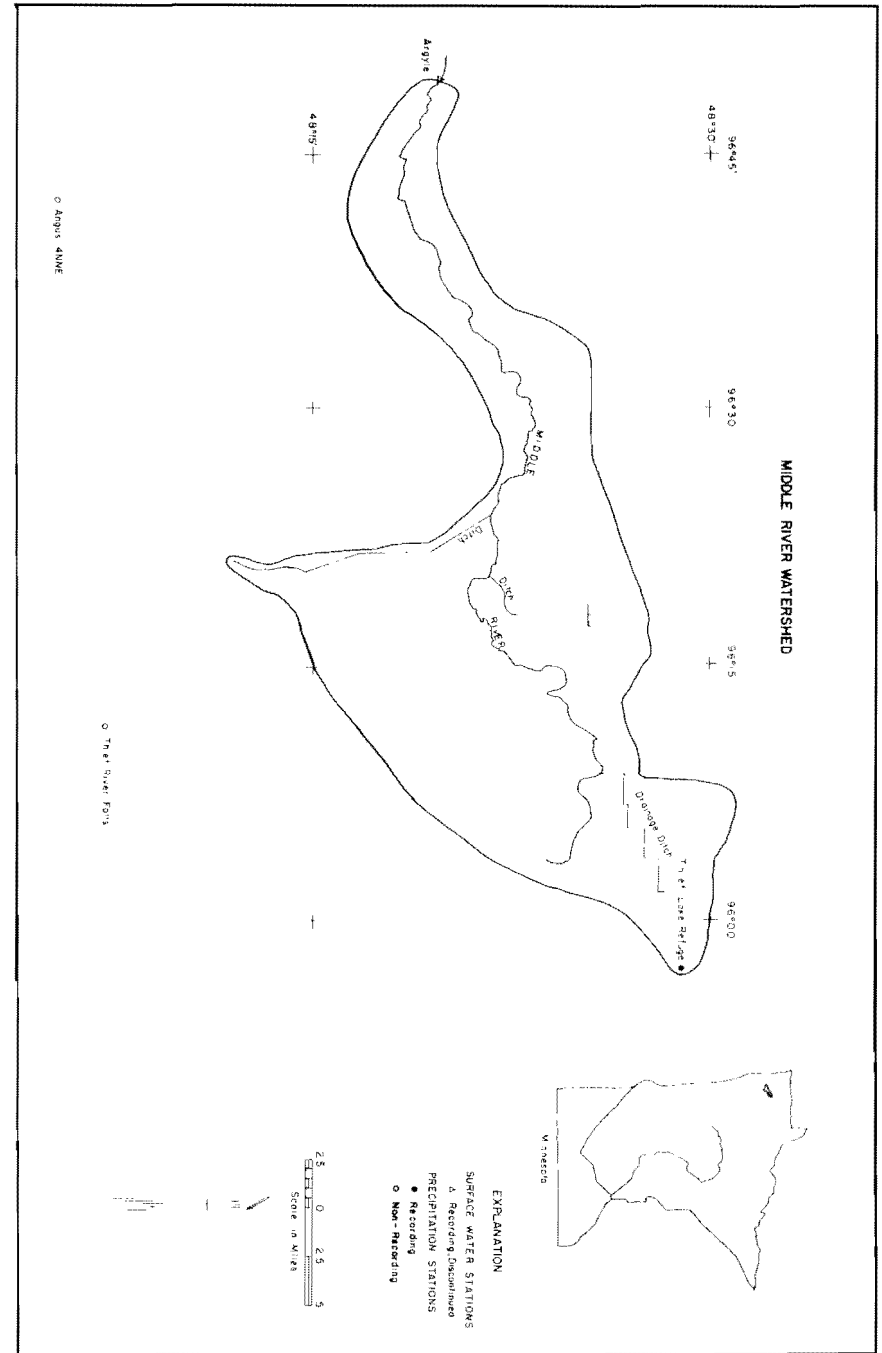 MIDDLE RIVER WATERSHED
96°45'
96°30
96°15
96°00
48°30'
48°15'
Argyle
MIDDLE
RIVER
Ditch
Ditch
Drainage Ditch
Thief Lake Refuge
Angus 4NNE
Thief River Falls
Minnesota
EXPLANATION
SURFACE WATER STATIONS
Recording, Discontinued
PRECIPITATION STATIONS
Recording
Non-Recording
2.5 0 2.5 5
Scale in Miles